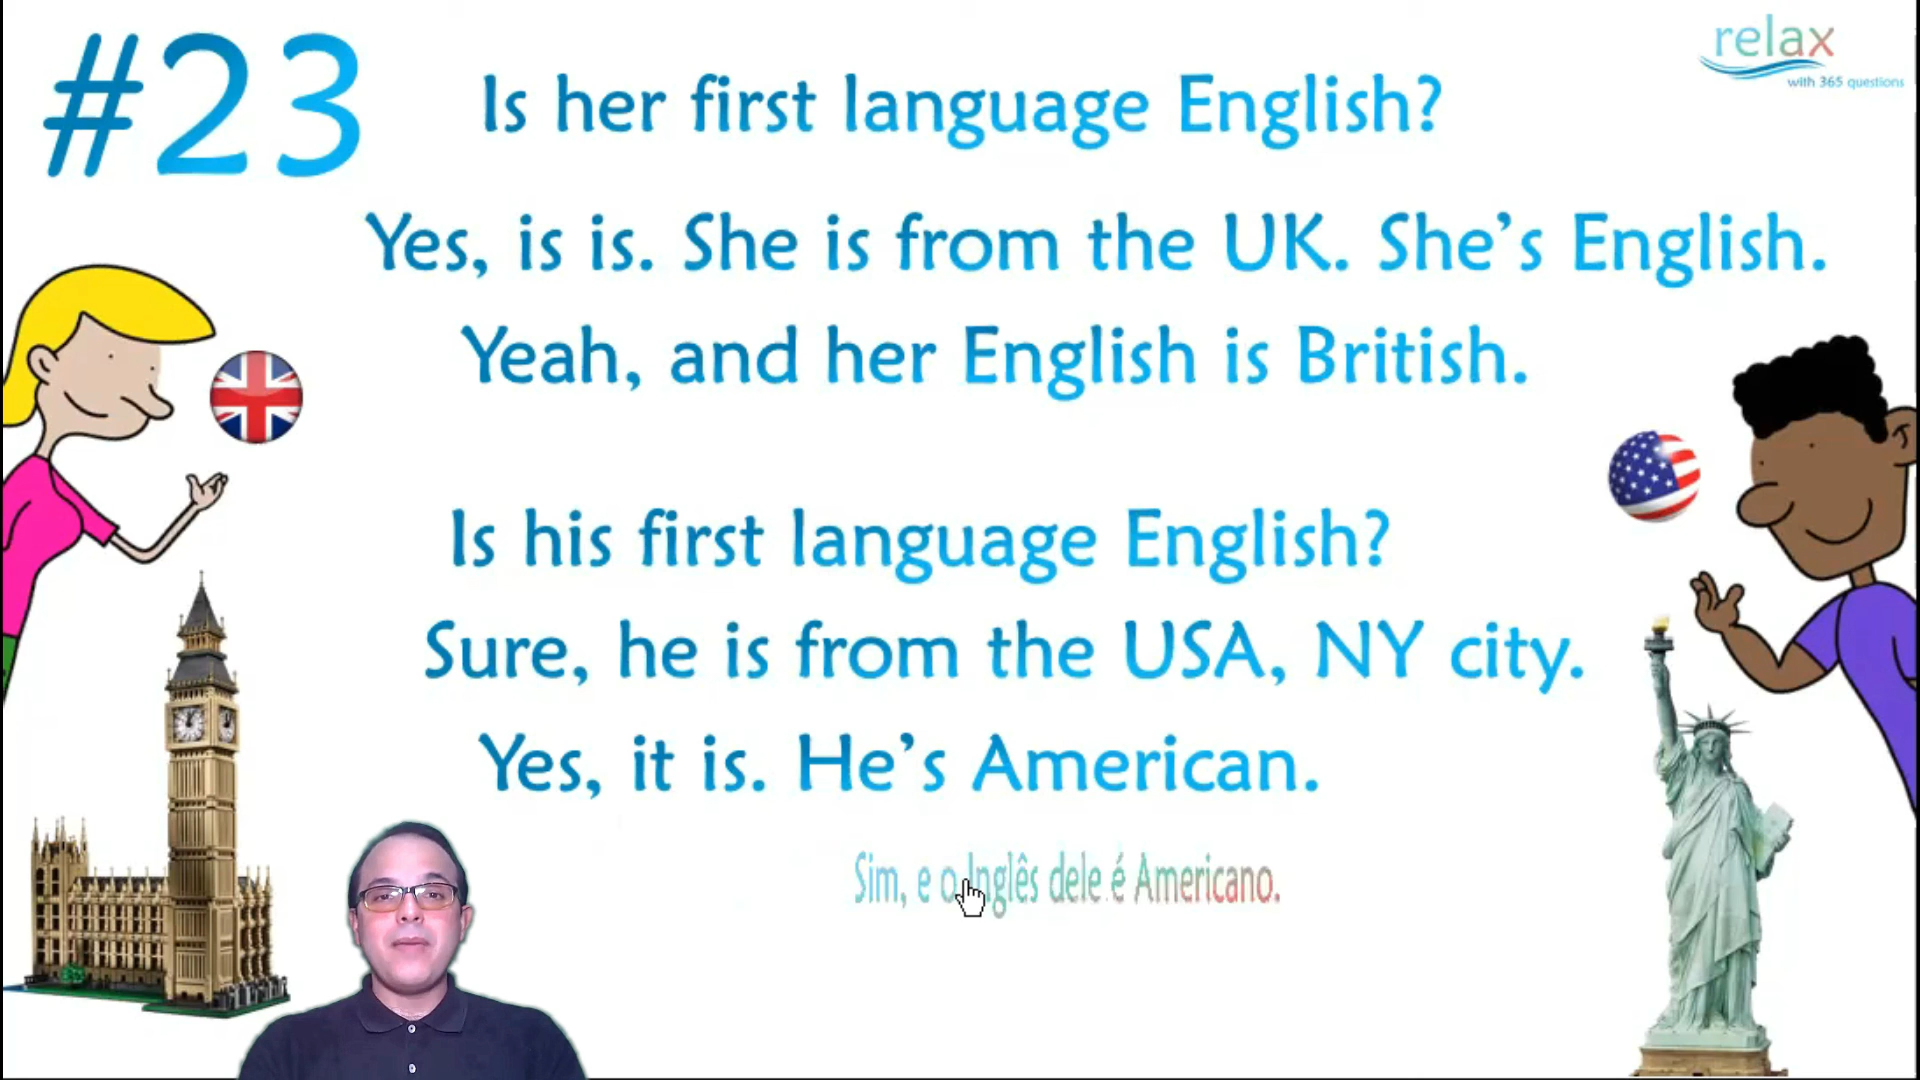 #23
relax
with 365 questions
Is her first language English?
Yes, is is. She is from the UK. She's English.
Yeah, and her English is British.
Is his first language English?
Sure, he is from the USA, NY city.
Yes, it is. He's American.
Sim, e o Inglês dele é Americano.